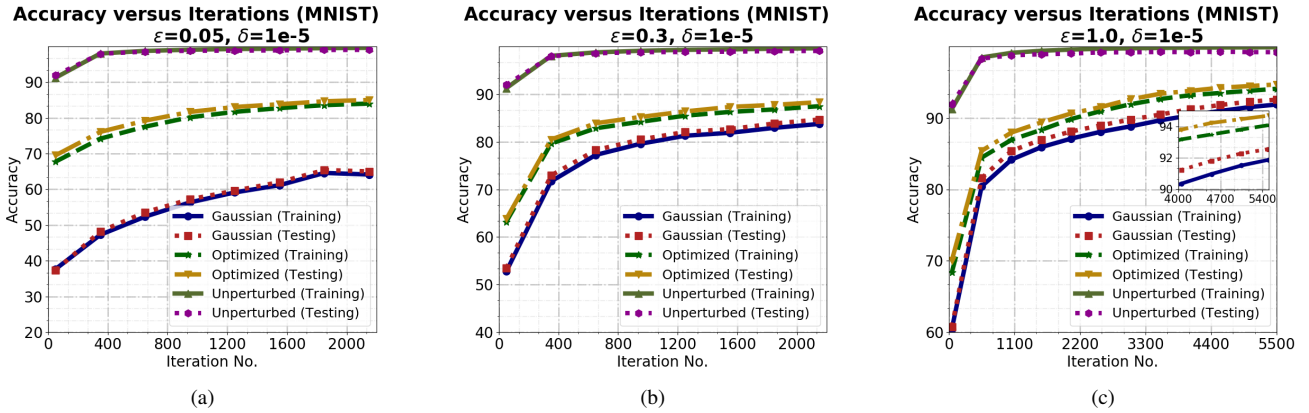 Accuracy versus Iterations (MNIST)
ε=0.05, δ=1e-5
Accuracy
90
80
70
60
50
40
30
20
0 400 800 1200 1600 2000
Iteration No.
Gaussian (Training)
Gaussian (Testing)
Optimized (Training)
Optimized (Testing)
Unperturbed (Training)
Unperturbed (Testing)
(a)
Accuracy versus Iterations (MNIST)
ε=0.3, δ=1e-5
Accuracy
90
80
70
60
50
40
0 400 800 1200 1600 2000
Iteration No.
Gaussian (Training)
Gaussian (Testing)
Optimized (Training)
Optimized (Testing)
Unperturbed (Training)
Unperturbed (Testing)
(b)
Accuracy versus Iterations (MNIST)
ε=1.0, δ=1e-5
Accuracy
90
80
70
60
0 1100 2200 3300 4400 5500
Iteration No.
94
92
90
4000 4700 5400
Gaussian (Training)
Gaussian (Testing)
Optimized (Training)
Optimized (Testing)
Unperturbed (Training)
Unperturbed (Testing)
(c)